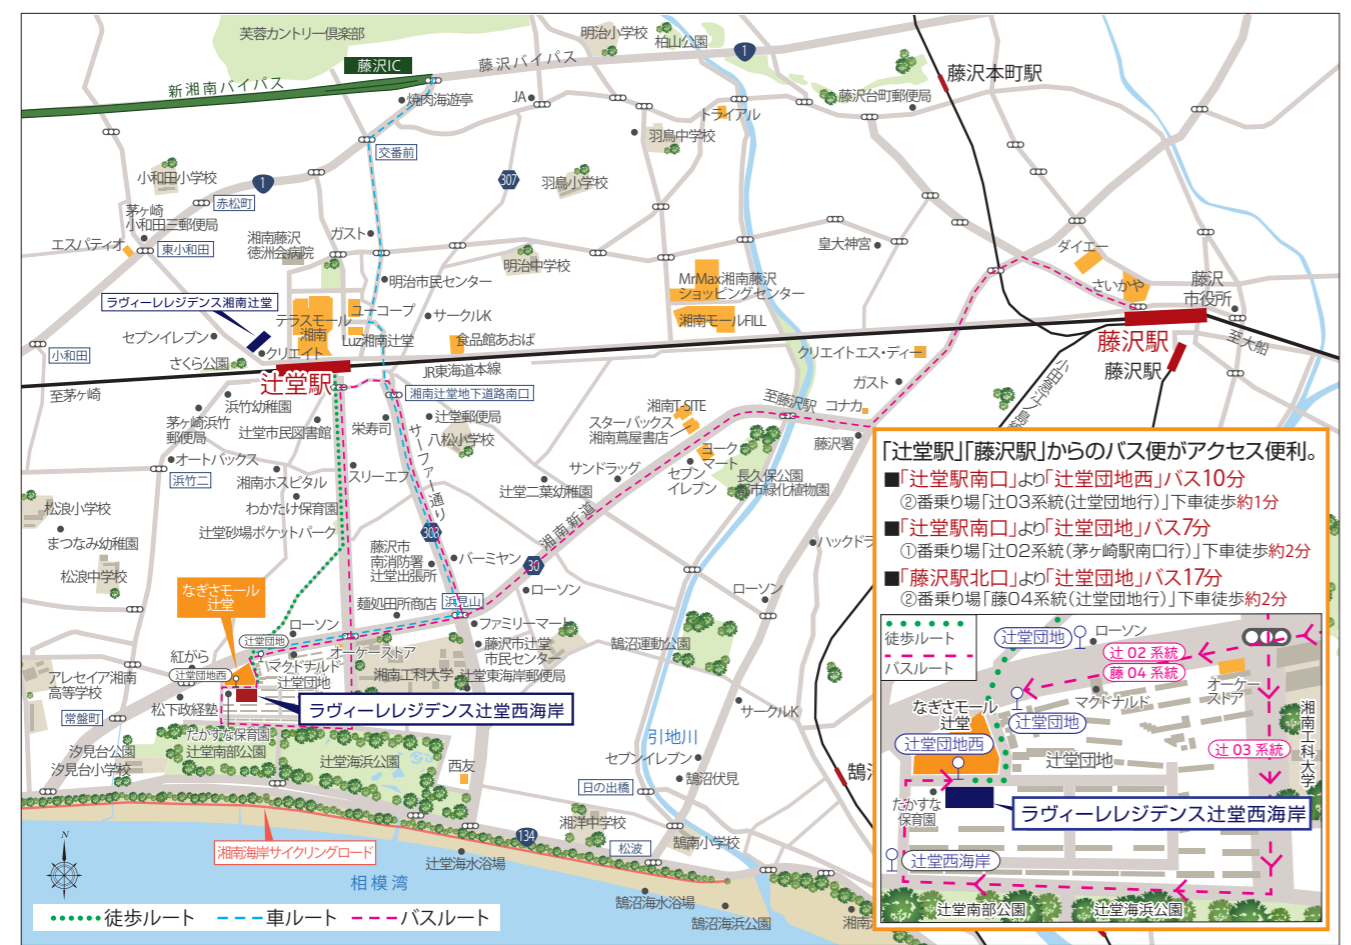 芙蓉カントリー倶楽部
明治小学校
柏山公園
1
藤沢IC
藤沢バイパス
新湘南バイパス
藤沢本町駅
焼肉海遊亭
JA
トライアル
藤沢台町郵便局
羽鳥中学校
交番前
小和田小学校
1
307
羽鳥小学校
赤松町
茅ヶ崎
小和田三郵便局
エスパティオ
東小和田
湘南藤沢
徳洲会病院
ガスト
明治中学校
皇大神宮
ダイエー
明治市民センター
MrMax湘南藤沢
ショッピングセンター
さいかや
藤沢
市役所
ラヴィーレレジデンス湘南辻堂
テラスモール
湘南
ユーコープ
サークルK
湘南モールFILL
セブンイレブン
Luz湘南辻堂
食品館あおば
藤沢駅
至大船
小和田
さくら公園
クリエイト
クリエイトエス・ディー
藤沢駅
辻堂駅
JR東海道本線
ガスト
至茅ヶ崎
湘南辻堂地下道路南口
至藤沢駅
コナカ
浜竹幼稚園
辻堂郵便局
湘南T-SITE
スターバックス
湘南蔦屋書店
茅ヶ崎浜竹
郵便局
辻堂市民図書館
栄寿司
八松小学校
サーファー通り
藤沢署
ヨーク
マート
オートバックス
スリーエフ
サンドラッグ
セブン
イレブン
長久保公園
都市緑化植物園
浜竹二
湘南ホスピタル
辻堂二葉幼稚園
松浪小学校
わかたけ保育園
湘南新道
まつなみ幼稚園
辻堂砂場ポケットパーク
303
藤沢市
南消防署
辻堂出張所
バーミヤン
30
ハックドラ
松浪中学校
なぎさモール
辻堂
麺処田所商店
浜見山
ローソン
ローソン
ローソン
ファミリーマート
辻堂団地
オーケーストア
藤沢市辻堂
市民センター
鵠沼運動公園
紅がら
マクドナルド
辻堂団地西
辻堂団地
湘南工科大学
辻堂東海岸郵便局
アレセイア湘南
高等学校
松下政経塾
ラヴィーレレジデンス辻堂西海岸
サークルK
常盤町
たかすな保育園
辻堂南部公園
辻堂海浜公園
引地川
汐見台公園
汐見台小学校
西友
セブンイレブン
鵠沼伏見
日の出橋
湘洋中学校
134
松波
鵠南小学校
湘南海岸サイクリングロード
辻堂海水浴場
相模湾
鵠沼海水浴場
鵠沼海浜公園
N
徒歩ルート
車ルート
バスルート
「辻堂駅」「藤沢駅」からのバス便がアクセス便利。
■「辻堂駅南口」より「辻堂団地西」バス10分
②番乗り場「辻03系統(辻堂団地行)」下車徒歩約1分
■「辻堂駅南口」より「辻堂団地」バス7分
①番乗り場「辻02系統(茅ヶ崎駅南口行)」下車徒歩約2分
■「藤沢駅北口」より「辻堂団地」バス17分
②番乗り場「藤04系統(辻堂団地行)」下車徒歩約2分
徒歩ルート
バスルート
辻堂団地
ローソン
辻02系統
藤04系統
オーケー
ストア
マクドナルド
なぎさモール
辻堂
辻堂団地
湘南工科大学
辻堂団地西
辻堂団地
辻03系統
たかすな
保育園
ラヴィーレレジデンス辻堂西海岸
辻堂西海岸
辻堂南部公園
辻堂海浜公園